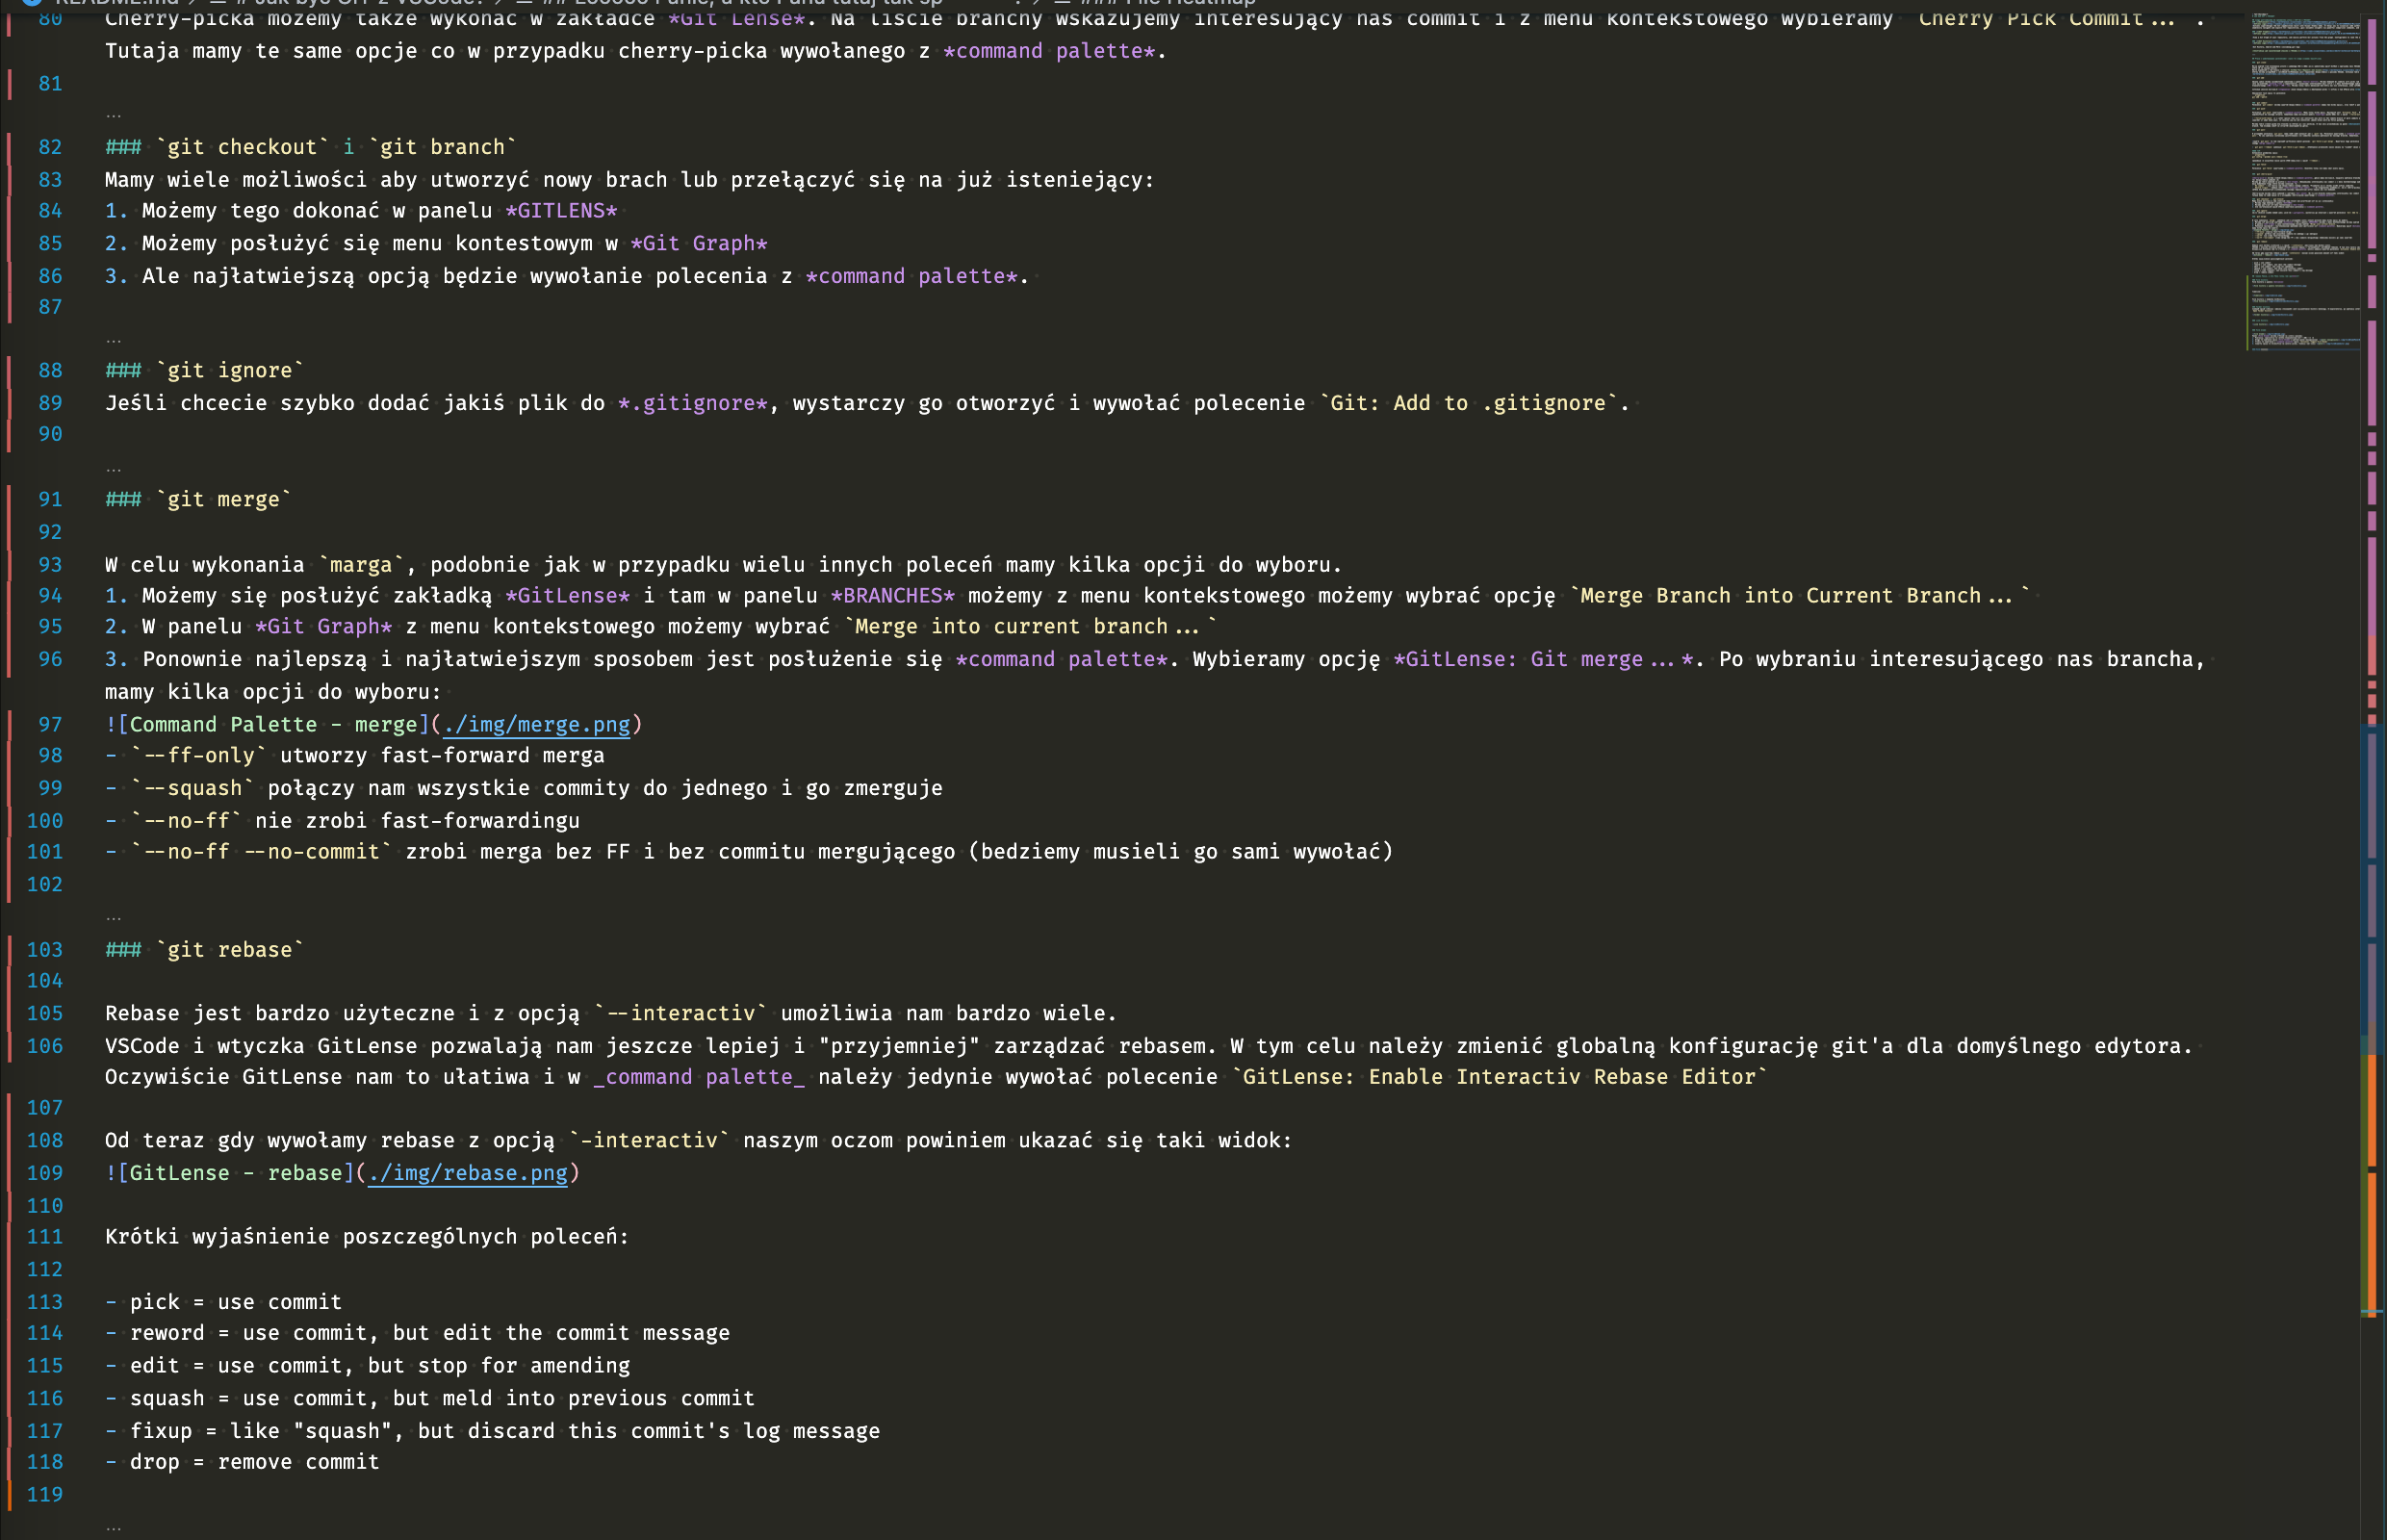 80 Cherry-picka możemy także wykonać w zakładce *Git Lense*. Na liście branchy wskazujemy interesujący nas commit i z menu kontekstowego wybieramy `Cherry Pick Commit...`.
Tutaja mamy te same opcje co w przypadku cherry-picka wywołanego z *command palette*.
81
...
82 ### `git checkout` i `git branch`
83 Mamy wiele możliwości aby utworzyć nowy brach lub przełączyć się na już isteniejący:
84 1. Możemy tego dokonać w panelu *GITLENS*
85 2. Możemy posłużyć się menu kontestowym w *Git Graph*
86 3. Ale najłatwiejszą opcją będzie wywołanie polecenia z *command palette*.
87
...
88 ### `git ignore`
89 Jeśli chcecie szybko dodać jakiś plik do *.gitignore*, wystarczy go otworzyć i wywołać polecenie `Git: Add to .gitignore`.
90
...
91 ### `git merge`
92
93 W celu wykonania `marga`, podobnie jak w przypadku wielu innych poleceń mamy kilka opcji do wyboru.
94 1. Możemy się posłużyć zakładką *GitLense* i tam w panelu *BRANCHES* możemy z menu kontekstowego możemy wybrać opcję `Merge Branch into Current Branch...`
95 2. W panelu *Git Graph* z menu kontekstowego możemy wybrać `Merge into current branch...`
96 3. Ponownie najlepszą i najłatwiejszym sposobem jest posłużenie się *command palette*. Wybieramy opcję *GitLense: Git merge...*. Po wybraniu interesującego nas brancha,
mamy kilka opcji do wyboru:
97 ![Command Palette - merge](./img/merge.png)
98 - `--ff-only` utworzy fast-forward merga
99 - `--squash` połączy nam wszystkie commity do jednego i go zmerguje
100 - `--no-ff` nie zrobi fast-forwardingu
101 - `--no-ff --no-commit` zrobi merga bez FF i bez commitu mergującego (bedziemy musieli go sami wywołać)
102
...
103 ### `git rebase`
104
105 Rebase jest bardzo użyteczne i z opcją `--interactiv` umożliwia nam bardzo wiele.
106 VSCode i wtyczka GitLense pozwalają nam jeszcze lepiej i "przyjemniej" zarządzać rebasem. W tym celu należy zmienić globalną konfigurację git'a dla domyślnego edytora.
Oczywiście GitLense nam to ułatiwa i w _command palette_ należy jedynie wywołać polecenie `GitLense: Enable Interactiv Rebase Editor`
107
108 Od teraz gdy wywołamy rebase z opcją `-interactiv` naszym oczom powiniem ukazać się taki widok:
109 ![GitLense - rebase](./img/rebase.png)
110
111 Krótki wyjaśnienie poszczególnych poleceń:
112
113 - pick = use commit
114 - reword = use commit, but edit the commit message
115 - edit = use commit, but stop for amending
116 - squash = use commit, but meld into previous commit
117 - fixup = like "squash", but discard this commit's log message
118 - drop = remove commit
119
...